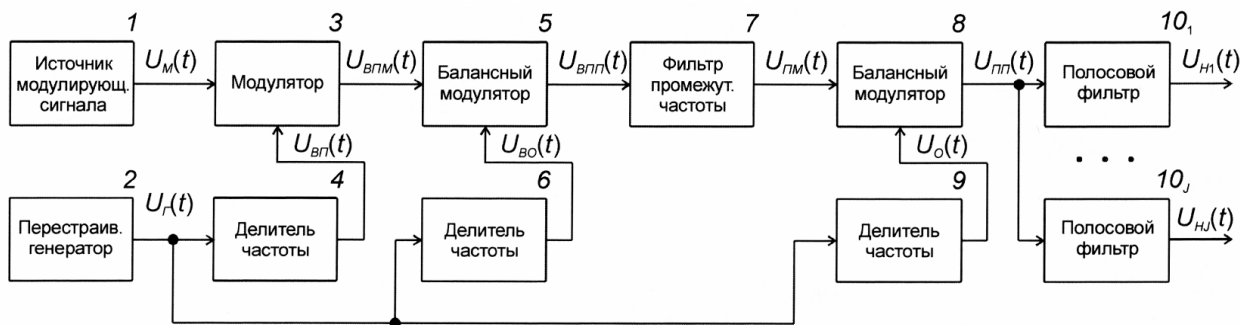 1
3
5
7
8
10₁
Источник
модулирующ.
сигнала
U_М(t)
Модулятор
U_ВПМ(t)
Балансный
модулятор
U_ВПП(t)
Фильтр
промежут.
частоты
U_ПМ(t)
Балансный
модулятор
U_ПП(t)
Полосовой
фильтр
U_Н1(t)
U_ВП(t)
U_ВО(t)
U_О(t)
. . .
2
4
6
9
10_J
Перестраив.
генератор
U_Г(t)
Делитель
частоты
Делитель
частоты
Делитель
частоты
Полосовой
фильтр
U_НJ(t)